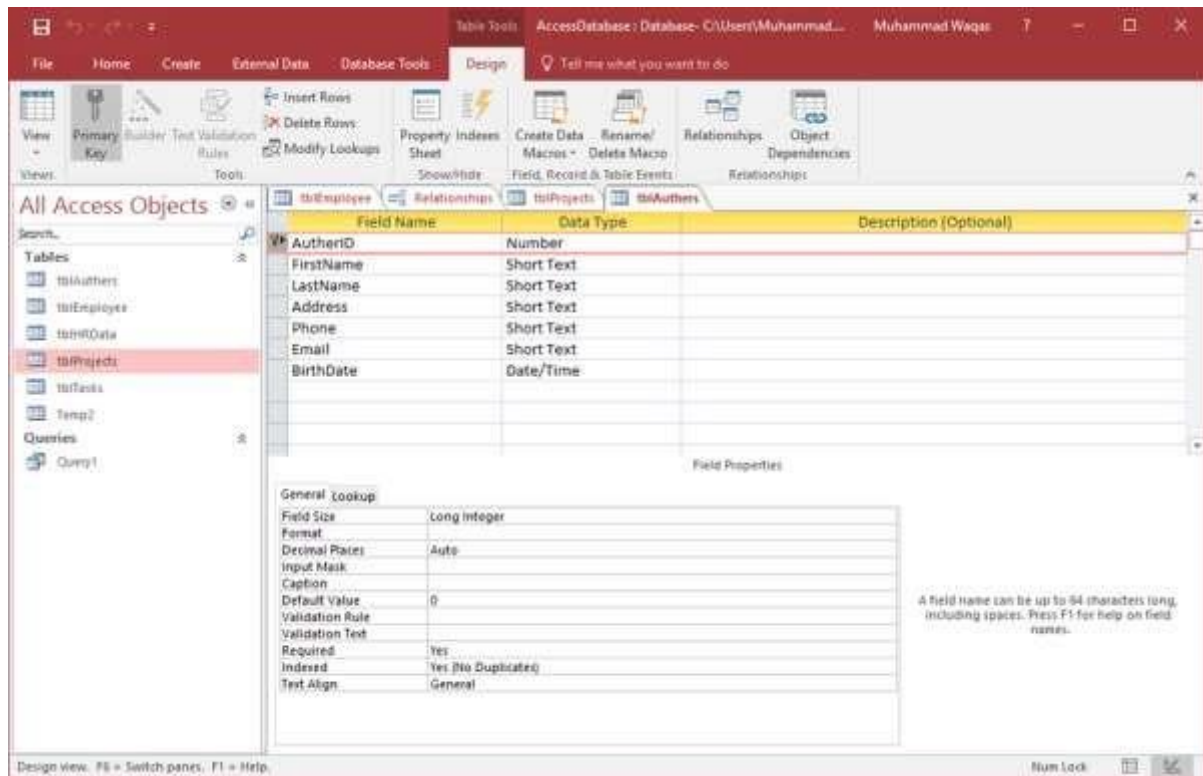 Table Tools AccessDatabase : Database- C:\Users\Muhammad... Muhammad Waqas ?
File Home Create External Data Database Tools Design Tell me what you want to do
View Primary Key Builder Test Validation Rules Insert Rows Delete Rows Modify Lookups Property Sheet Indexes Create Data Macros Rename/ Delete Macro Relationships Object Dependencies
Views Tools Show/Hide Field, Record & Table Events Relationships
All Access Objects
Search...
Tables
tblAuthers
tblEmployee
tblHRData
tblProjects
tblTasks
Temp2
Queries
Query1
tblEmployee Relationships tblProjects tblAuthers
Field Name Data Type Description (Optional)
AutherID Number
FirstName Short Text
LastName Short Text
Address Short Text
Phone Short Text
Email Short Text
BirthDate Date/Time
Field Properties
General Lookup
Field Size Long Integer
Format
Decimal Places Auto
Input Mask
Caption
Default Value 0
Validation Rule
Validation Text
Required Yes
Indexed Yes (No Duplicates)
Text Align General
A field name can be up to 64 characters long,
including spaces. Press F1 for help on field
names.
Design view. F6 = Switch panes. F1 = Help. Num Lock